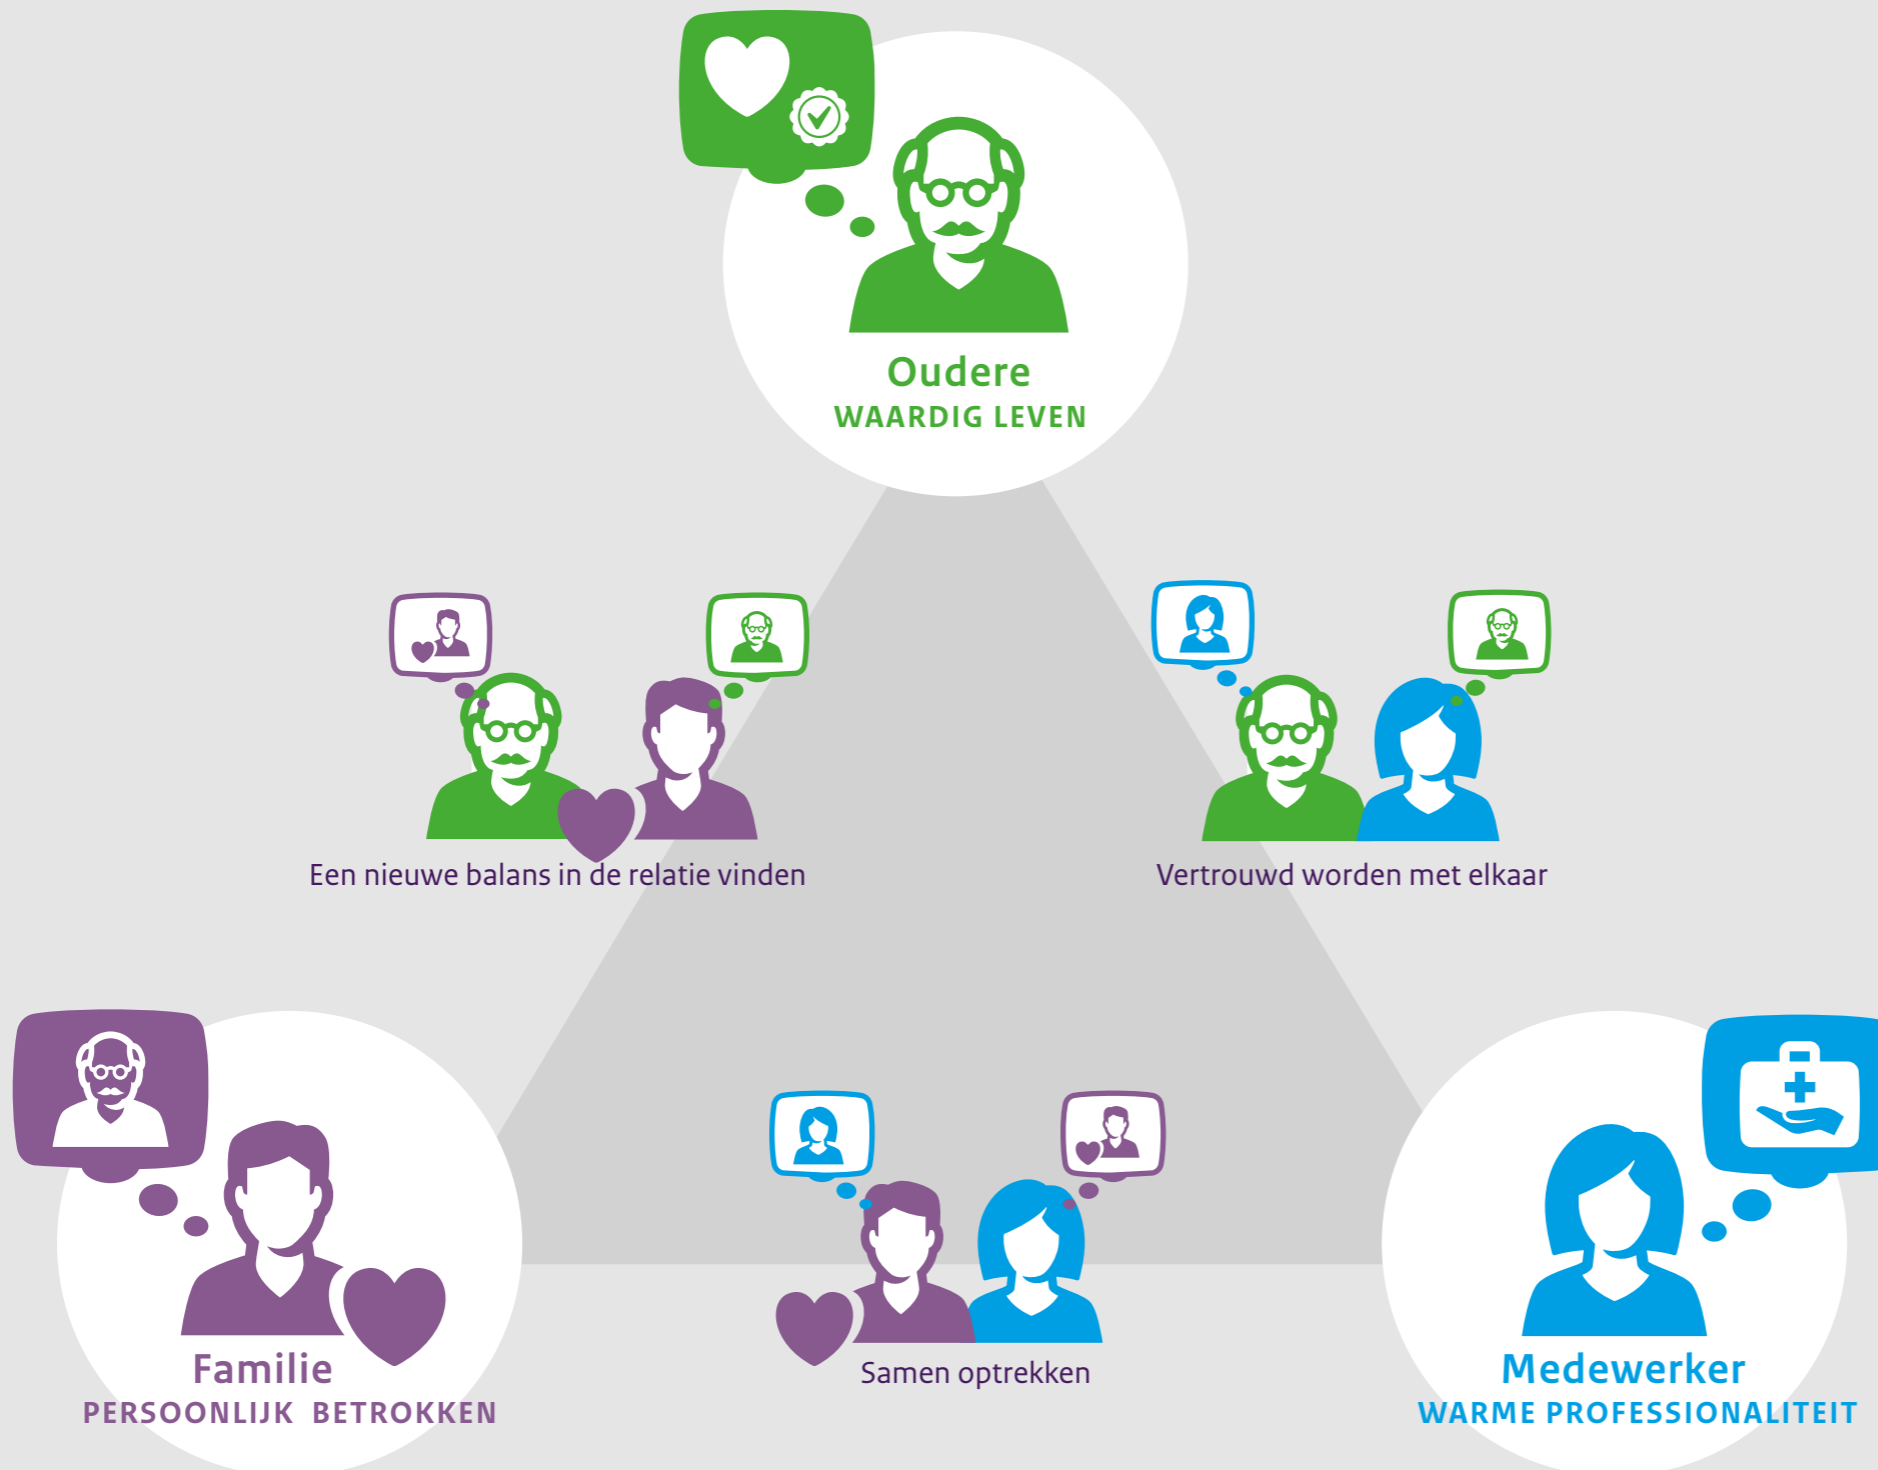 Oudere
WAARDIG LEVEN
Een nieuwe balans in de relatie vinden
Vertrouwd worden met elkaar
Samen optrekken
Familie
PERSOONLIJK BETROKKEN
Medewerker
WARME PROFESSIONALITEIT